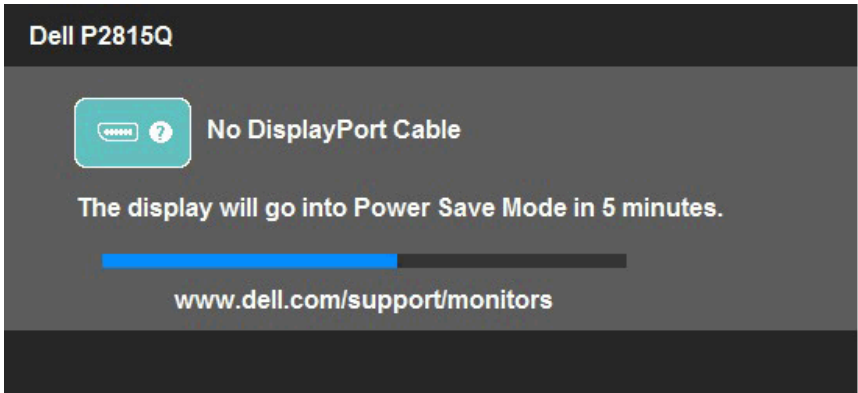 Dell P2815Q
No DisplayPort Cable
The display will go into Power Save Mode in 5 minutes.
www.dell.com/support/monitors